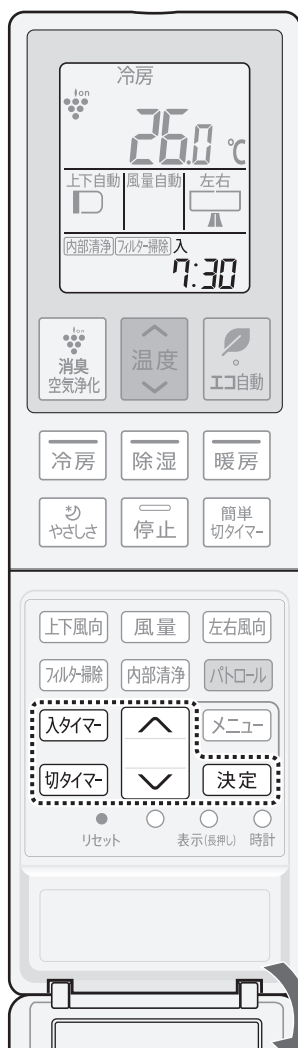 冷房
ion
26.0 ℃
上下自動 風量自動 左右
内部清浄 フィルター掃除 入
7:30
ion
消臭 温度 エコ自動
空気浄化
冷房 除湿 暖房
やさしさ 停止 簡単
切タイマー
上下風向 風量 左右風向
フィルター掃除 内部清浄 パトロール
入タイマー メニュー
切タイマー 決定
リセット 表示(長押し) 時計